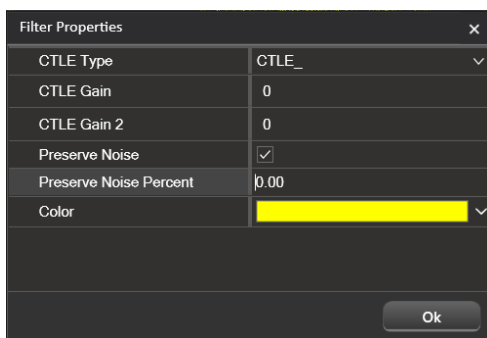 Filter Properties
CTLE Type CTLE_
CTLE Gain 0
CTLE Gain 2 0
Preserve Noise
Preserve Noise Percent 0.00
Color
Ok